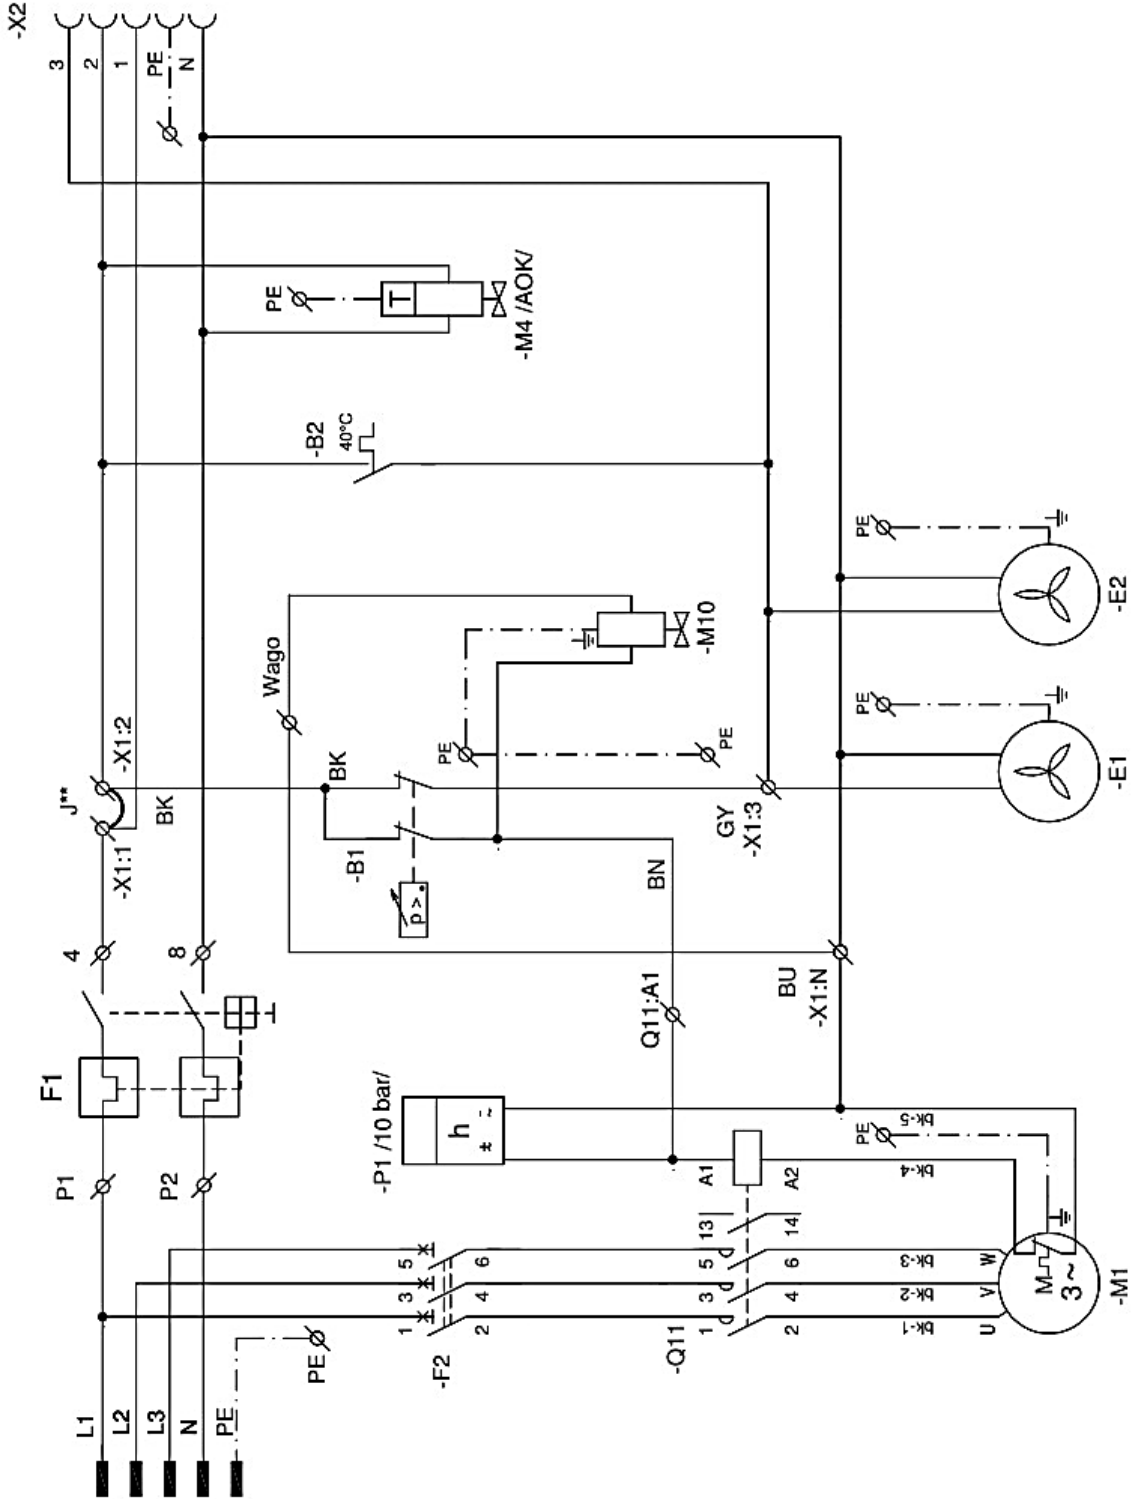 -X2
L1
P1
F1
4
-X1:1
J**
-X1:2
3
2
1
PE
N
L2
L3
N
PE
P2
8
BK
PE
Wago
PE
-B2
40°C
BK
-B1
T
-M4 /AOK/
-P1 /10 bar/
h
≂ ~
p >
PE
1
3
5
2
4
6
-F2
Q11:A1
BN
-M10
PE
GY
-X1:3
-Q11
1
3
5
13
A1
2
4
6
14
A2
BU
-X1:N
bk-1
bk-2
bk-3
bk-4
bk-5
PE
PE
PE
U
V
W
M
3 ~
-M1
-E1
-E2